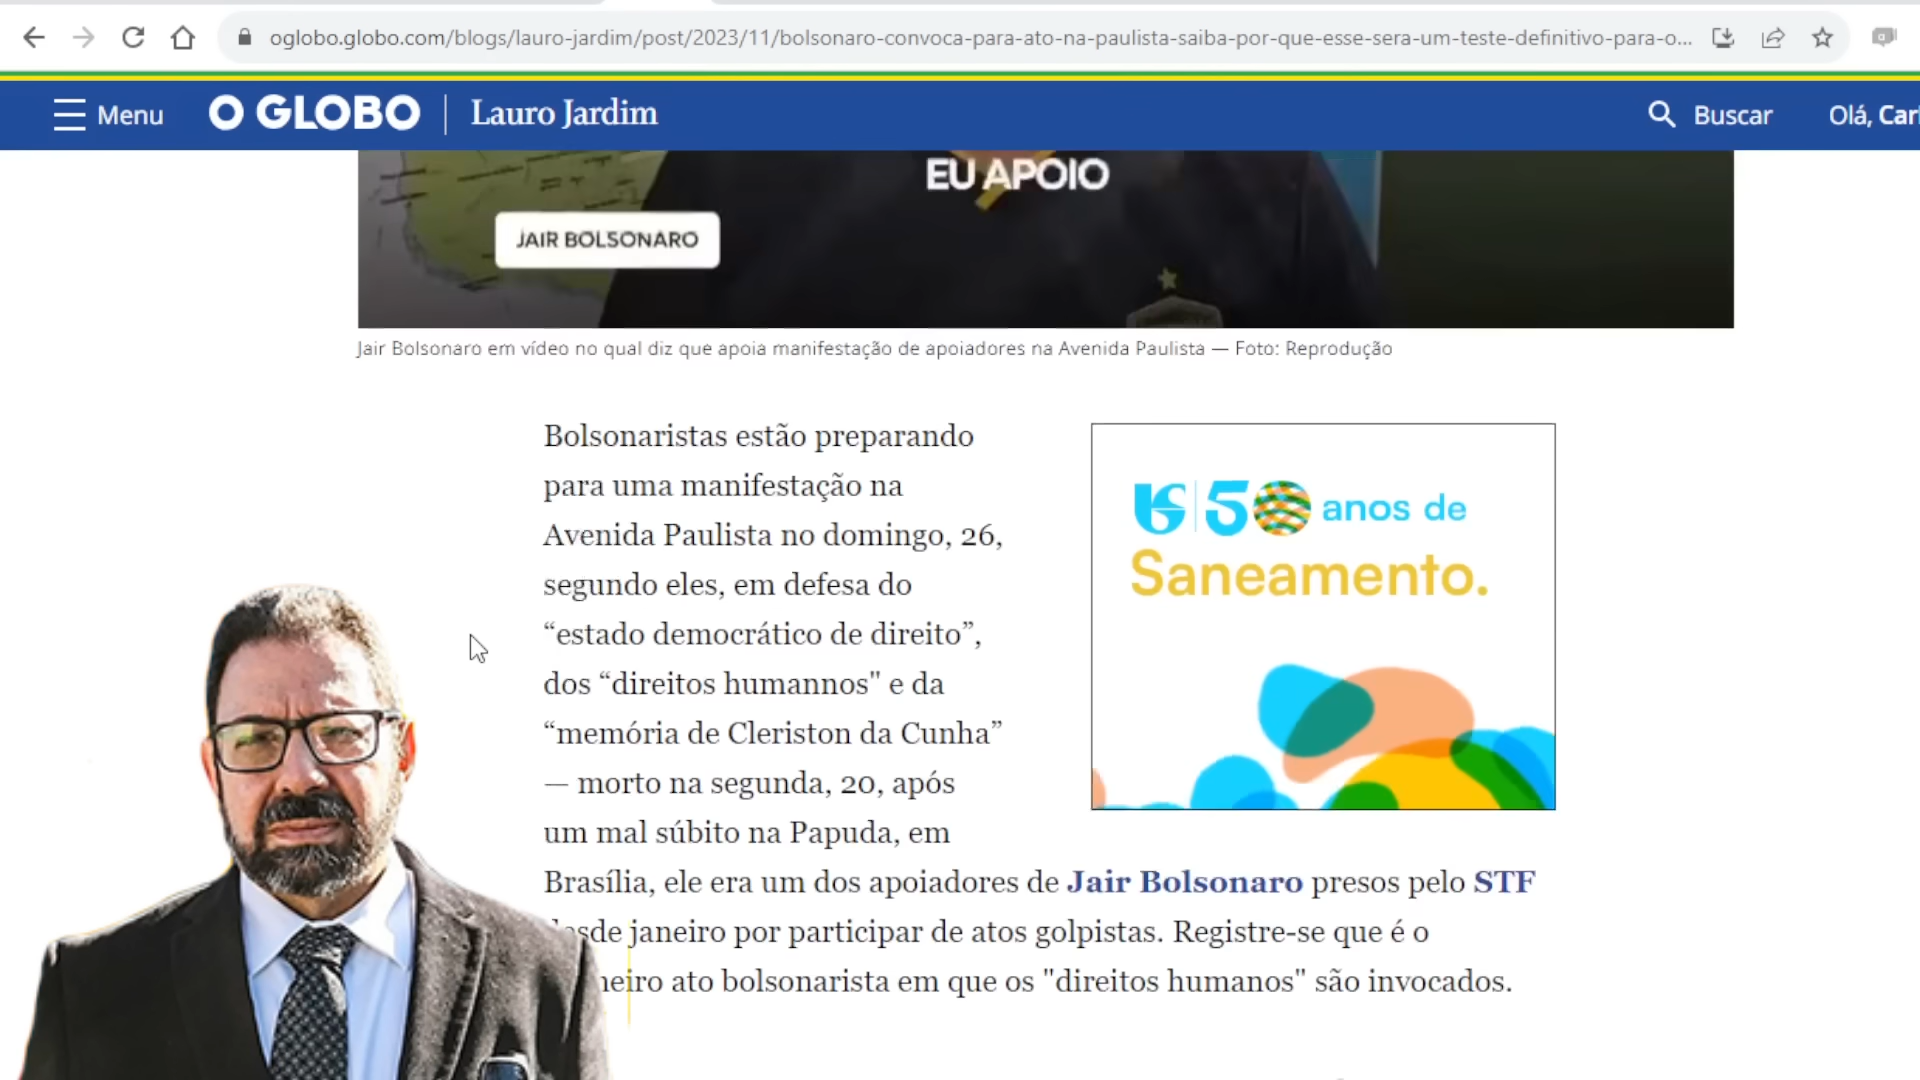 oglobo.globo.com/blogs/lauro-jardim/post/2023/11/bolsonaro-convoca-para-ato-na-paulista-saiba-por-que-esse-sera-um-teste-definitivo-para-o...
Menu O GLOBO Lauro Jardim Buscar Olá, Carl
EU APOIO
JAIR BOLSONARO
Jair Bolsonaro em vídeo no qual diz que apoia manifestação de apoiadores na Avenida Paulista — Foto: Reprodução
Bolsonaristas estão preparando
para uma manifestação na
Avenida Paulista no domingo, 26,
segundo eles, em defesa do
“estado democrático de direito”,
dos “direitos humannos" e da
“memória de Cleriston da Cunha”
— morto na segunda, 20, após
um mal súbito na Papuda, em
Brasília, ele era um dos apoiadores de Jair Bolsonaro presos pelo STF
esde janeiro por participar de atos golpistas. Registre-se que é o
neiro ato bolsonarista em que os "direitos humanos" são invocados.
50 anos de
Saneamento.